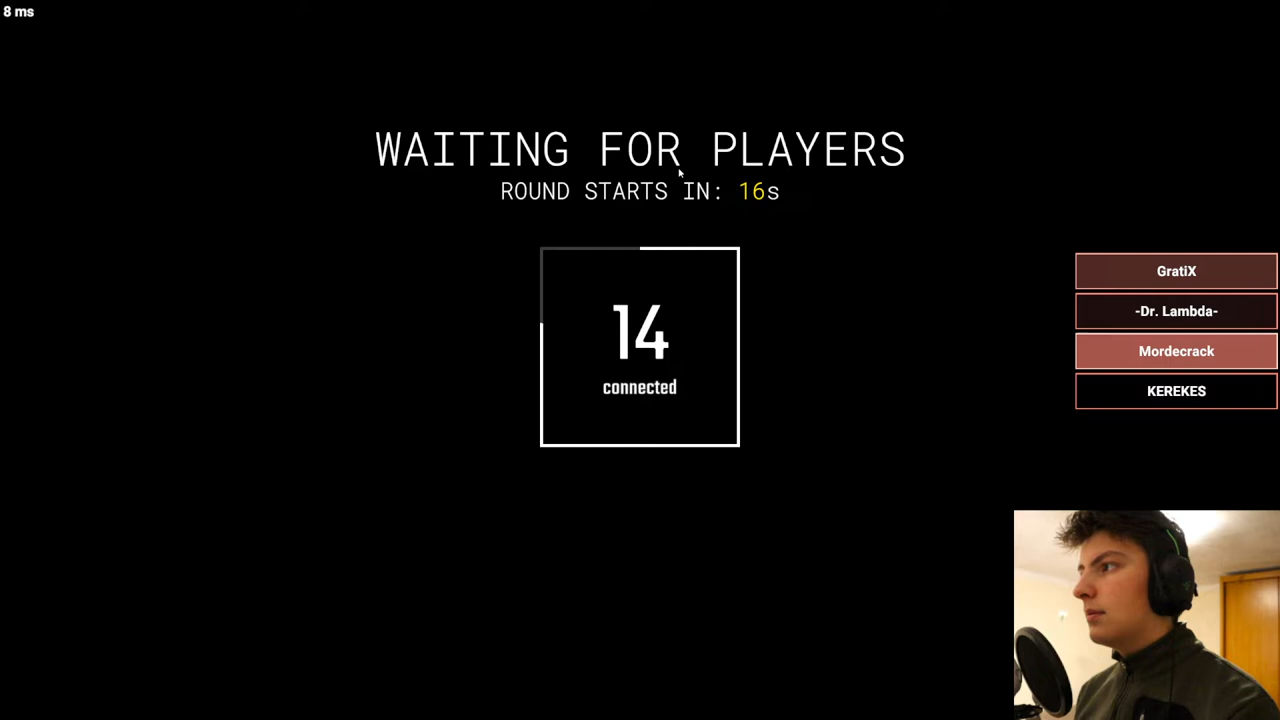 8 ms
WAITING FOR PLAYERS
ROUND STARTS IN: 16s
14
connected
GratiX
-Dr. Lambda-
Mordecrack
KEREKES